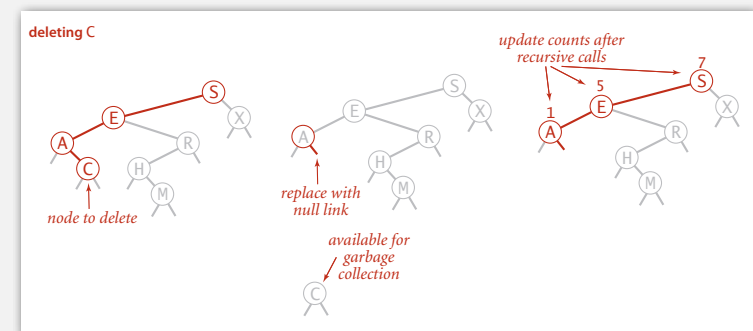 deleting C
S
E
X
A
R
C
H
M
node to delete
S
E
X
A
R
H
M
replace with
null link
available for
garbage
collection
C
update counts after
recursive calls
7
S
5
E
X
1
A
R
H
M